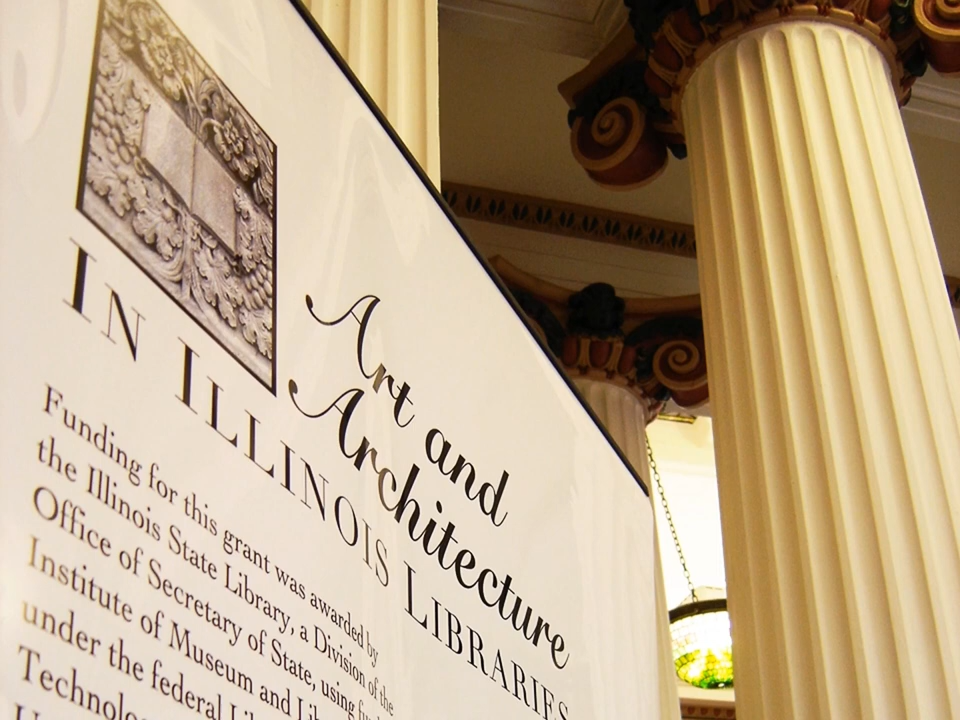 Art and
Architecture
IN ILLINOIS LIBRARIES
Funding for this grant was awarded by
the Illinois State Library, a Division of the
Office of Secretary of State, using
Institute of Museum and
under the federal